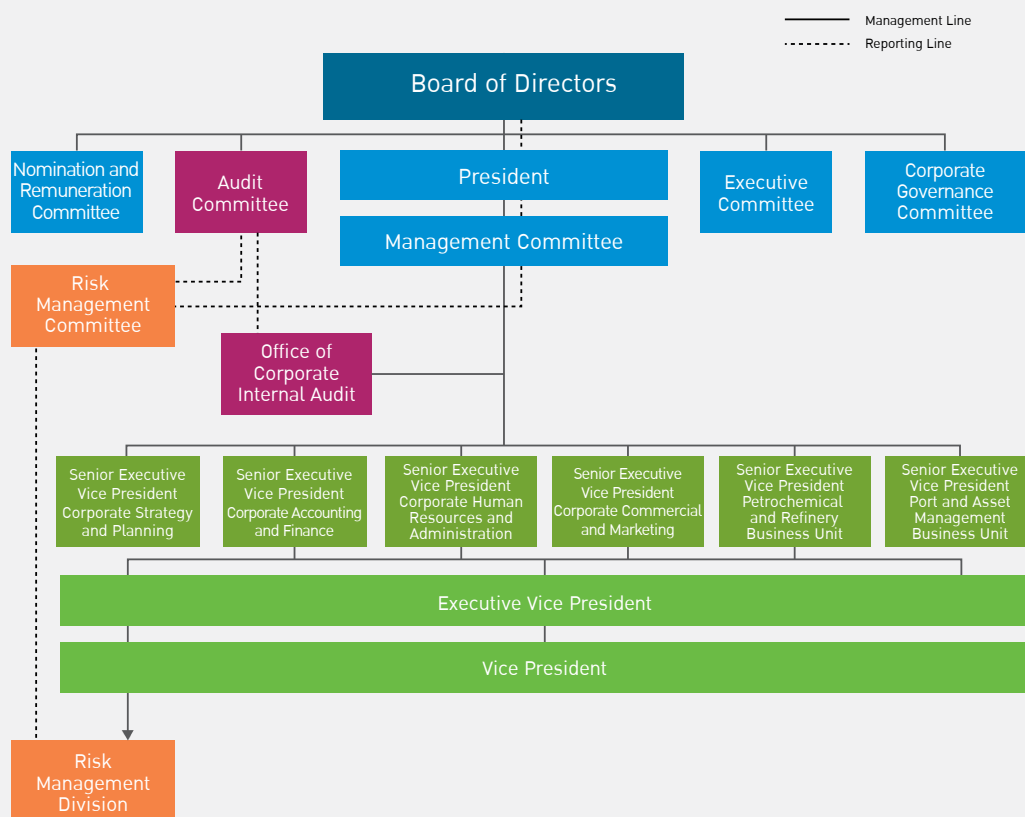 Management Line
Reporting Line
Board of Directors
Nomination and
Remuneration
Committee
Audit
Committee
President
Management Committee
Executive
Committee
Corporate
Governance
Committee
Risk
Management
Committee
Office of
Corporate
Internal Audit
Senior Executive
Vice President
Corporate Strategy
and Planning
Senior Executive
Vice President
Corporate Accounting
and Finance
Senior Executive
Vice President
Corporate Human
Resources and
Administration
Senior Executive
Vice President
Corporate Commercial
and Marketing
Senior Executive
Vice President
Petrochemical
and Refinery
Business Unit
Senior Executive
Vice President
Port and Asset
Management
Business Unit
Executive Vice President
Vice President
Risk
Management
Division